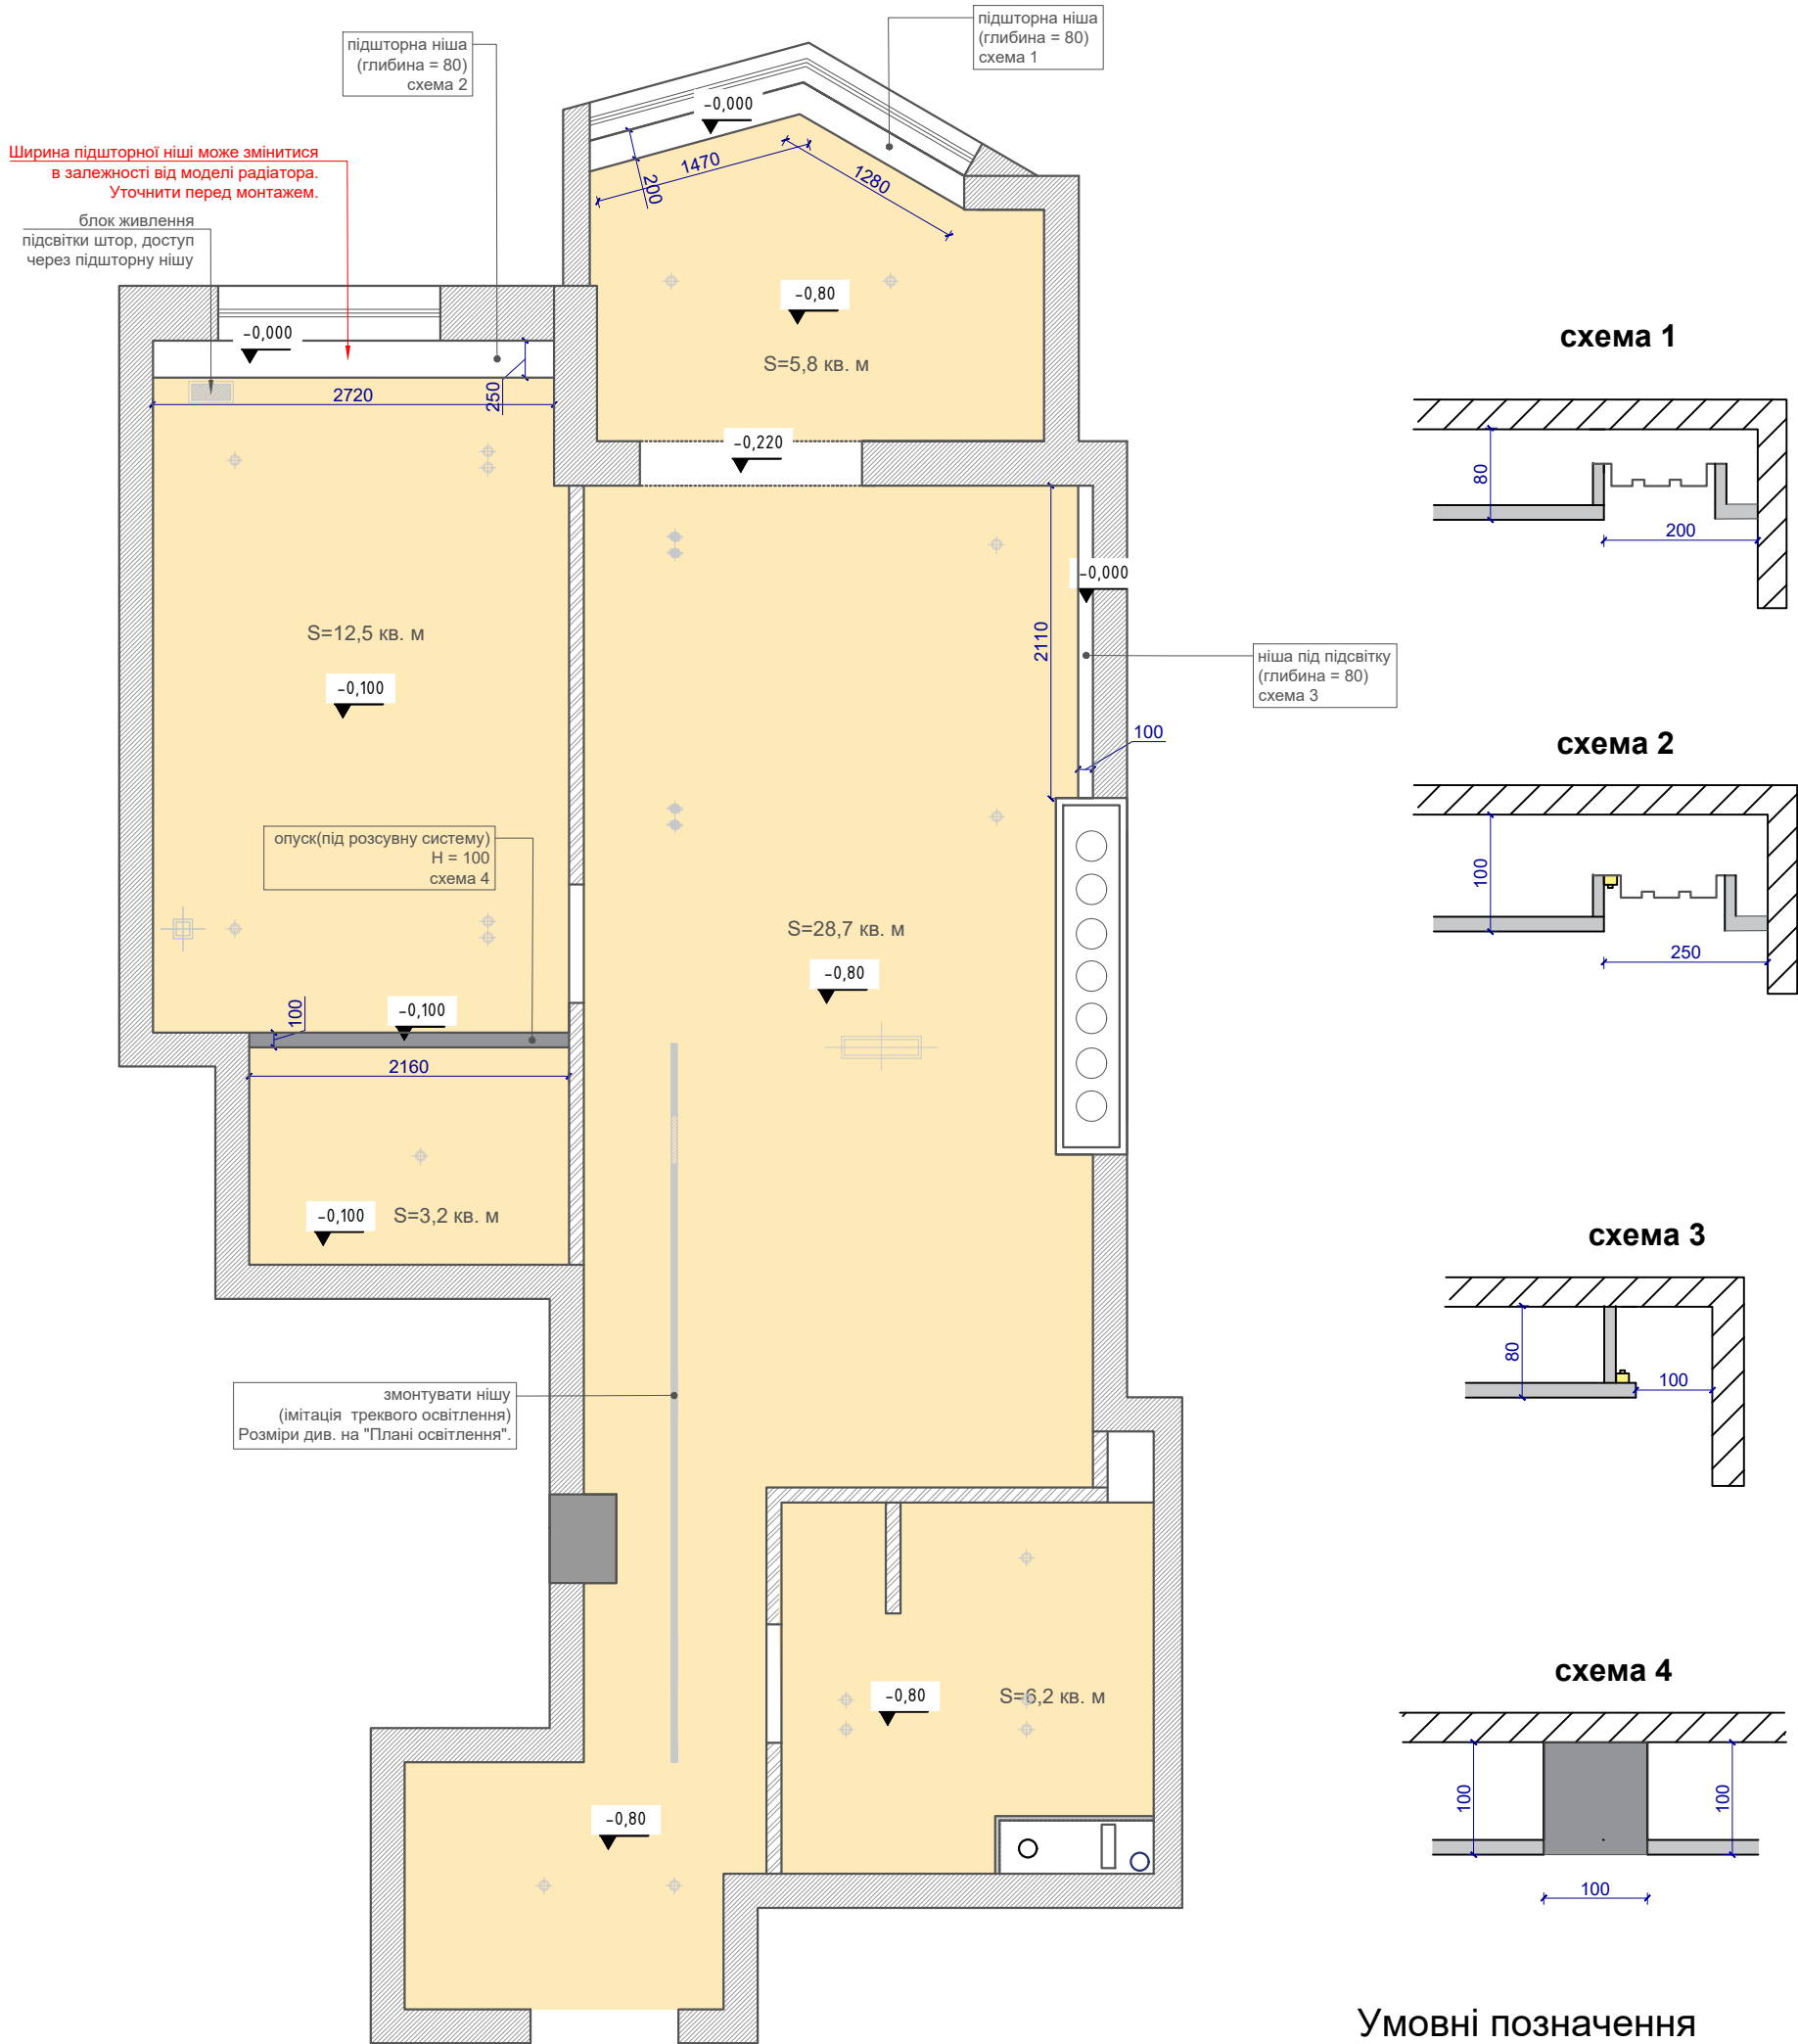 підшторна ніша
(глибина = 80)
схема 1
підшторна ніша
(глибина = 80)
схема 2
Ширина підшторної ніші може змінитися
в залежності від моделі радіатора.
Уточнити перед монтажем.
блок живлення
підсвітки штор, доступ
через підшторну нішу
-0,000
1470
1280
200
-0,80
S=5,8 кв. м
-0,000
2720
250
-0,220
S=12,5 кв. м
-0,100
2110
-0,000
ніша під підсвітку
(глибина = 80)
схема 3
100
опуск(під розсувну систему)
H = 100
схема 4
S=28,7 кв. м
-0,80
100
-0,100
2160
-0,100
S=3,2 кв. м
змонтувати нішу
(імітація треквого освітлення)
Розміри див. на "Плані освітлення".
-0,80
S=6,2 кв. м
-0,80
схема 1
80
200
схема 2
100
250
схема 3
80
100
схема 4
100
100
100
Умовні позначення